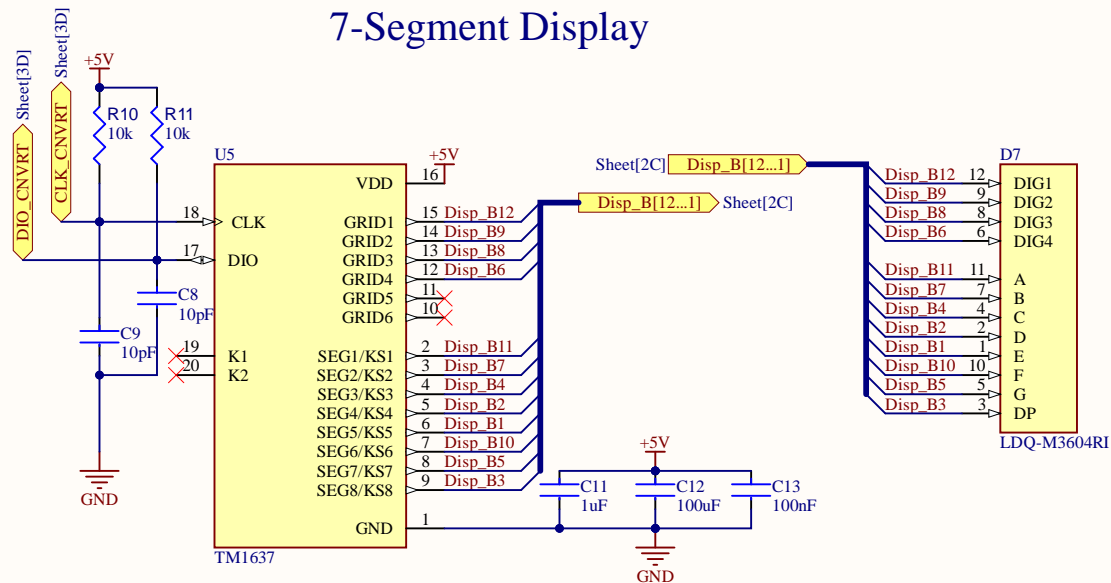 7-Segment Display
Sheet[3D]
Sheet[3D]
DIO_CNVRT
CLK_CNVRT
+5V
R10
10k
R11
10k
U5
+5V
VDD 16
18 CLK
17 DIO
GRID1 15 Disp_B12
GRID2 14 Disp_B9
GRID3 13 Disp_B8
GRID4 12 Disp_B6
GRID5 11
GRID6 10
C8
10pF
C9
10pF
19 K1
20 K2
SEG1/KS1 2 Disp_B11
SEG2/KS2 3 Disp_B7
SEG3/KS3 4 Disp_B4
SEG4/KS4 5 Disp_B2
SEG5/KS5 6 Disp_B1
SEG6/KS6 7 Disp_B10
SEG7/KS7 8 Disp_B5
SEG8/KS8 9 Disp_B3
GND 1
TM1637
GND
Sheet[2C] Disp_B[12...1]
Disp_B[12...1] Sheet[2C]
+5V
C11
1uF
C12
100uF
C13
100nF
GND
D7
Disp_B12 12 DIG1
Disp_B9 9 DIG2
Disp_B8 8 DIG3
Disp_B6 6 DIG4
Disp_B11 11 A
Disp_B7 7 B
Disp_B4 4 C
Disp_B2 2 D
Disp_B1 1 E
Disp_B10 10 F
Disp_B5 5 G
Disp_B3 3 DP
LDQ-M3604RI